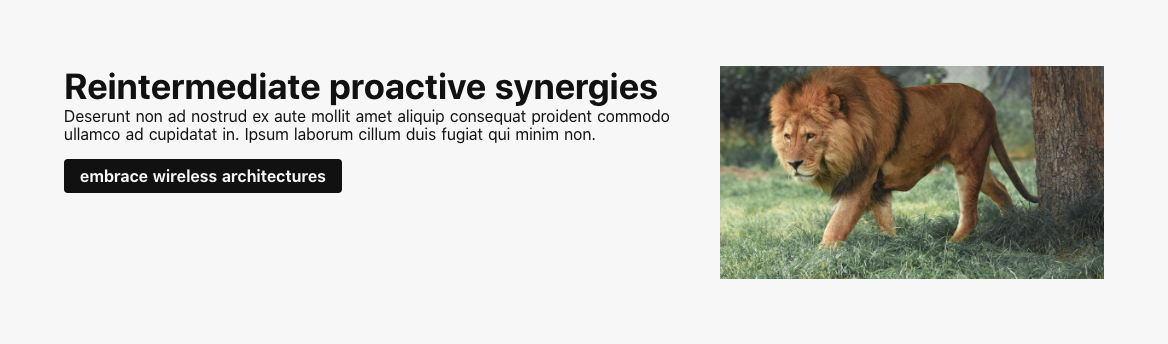 Reintermediate proactive synergies
Deserunt non ad nostrud ex aute mollit amet aliquip consequat proident commodo
ullamco ad cupidatat in. Ipsum laborum cillum duis fugiat qui minim non.
embrace wireless architectures